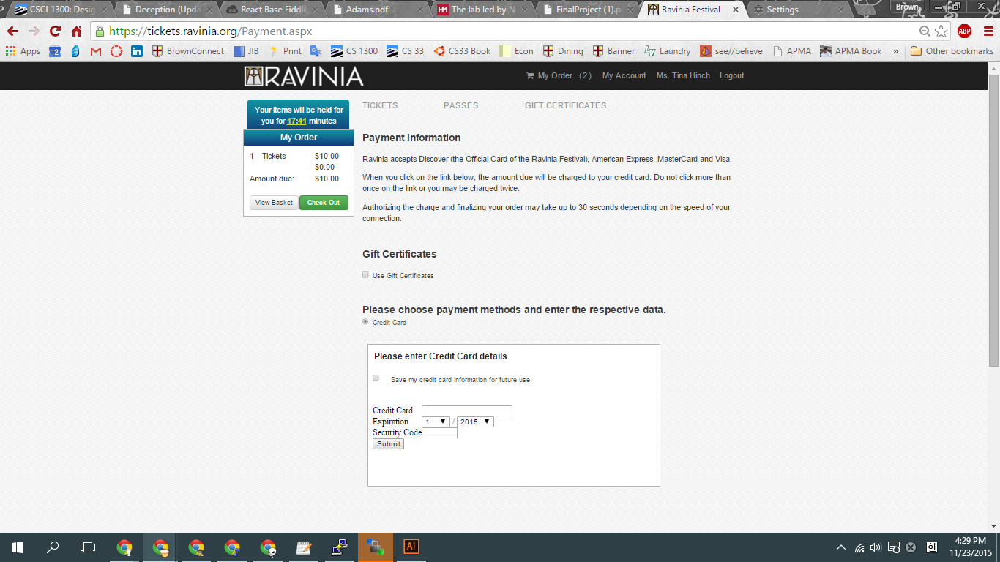 CSCI 1300: Desig
Deception (Upda
React Base Fiddle
Adams.pdf
The lab led by N
FinalProject (1).p
Ravinia Festival
Settings
Brown
https://tickets.ravinia.org/Payment.aspx
ABP
Apps
12
BrownConnect
JIB
Print
CS 1300
CS 33
CS33 Book
Econ
Dining
Banner
Laundry
see//believe
APMA
APMA Book
»
Other bookmarks
RAVINIA
My Order (2)
My Account
Ms. Tina Hinch
Logout
Your items will be held for
you for 17:41 minutes
My Order
1 Tickets $10.00
$0.00
Amount due: $10.00
View Basket
Check Out
TICKETS
PASSES
GIFT CERTIFICATES
Payment Information
Ravinia accepts Discover (the Official Card of the Ravinia Festival), American Express, MasterCard and Visa.
When you click on the link below, the amount due will be charged to your credit card. Do not click more than
once on the link or you may be charged twice.
Authorizing the charge and finalizing your order may take up to 30 seconds depending on the speed of your
connection.
Gift Certificates
Use Gift Certificates
Please choose payment methods and enter the respective data.
Credit Card
Please enter Credit Card details
Save my credit card information for future use
Credit Card
Expiration 1 / 2015
Security Code
Submit
Ai
한
4:29 PM
11/23/2015